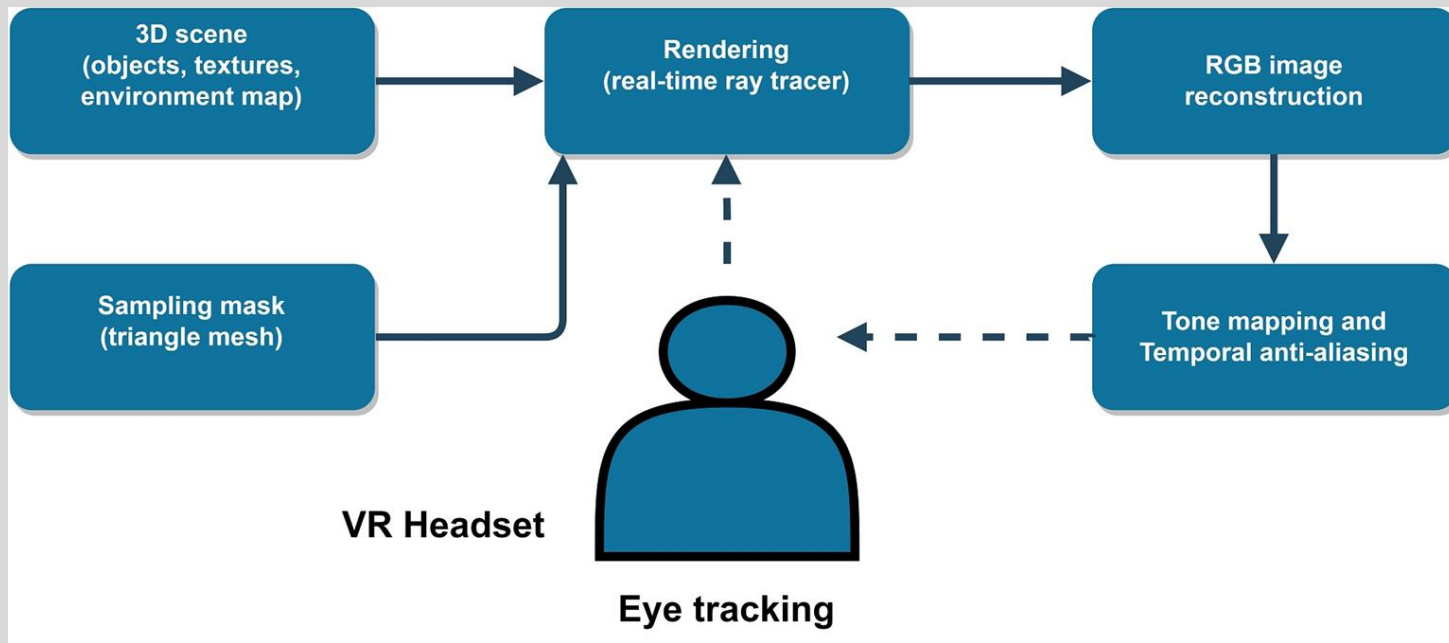 3D scene
(objects, textures,
environment map)
Rendering
(real-time ray tracer)
RGB image
reconstruction
Sampling mask
(triangle mesh)
Tone mapping and
Temporal anti-aliasing
VR Headset
Eye tracking